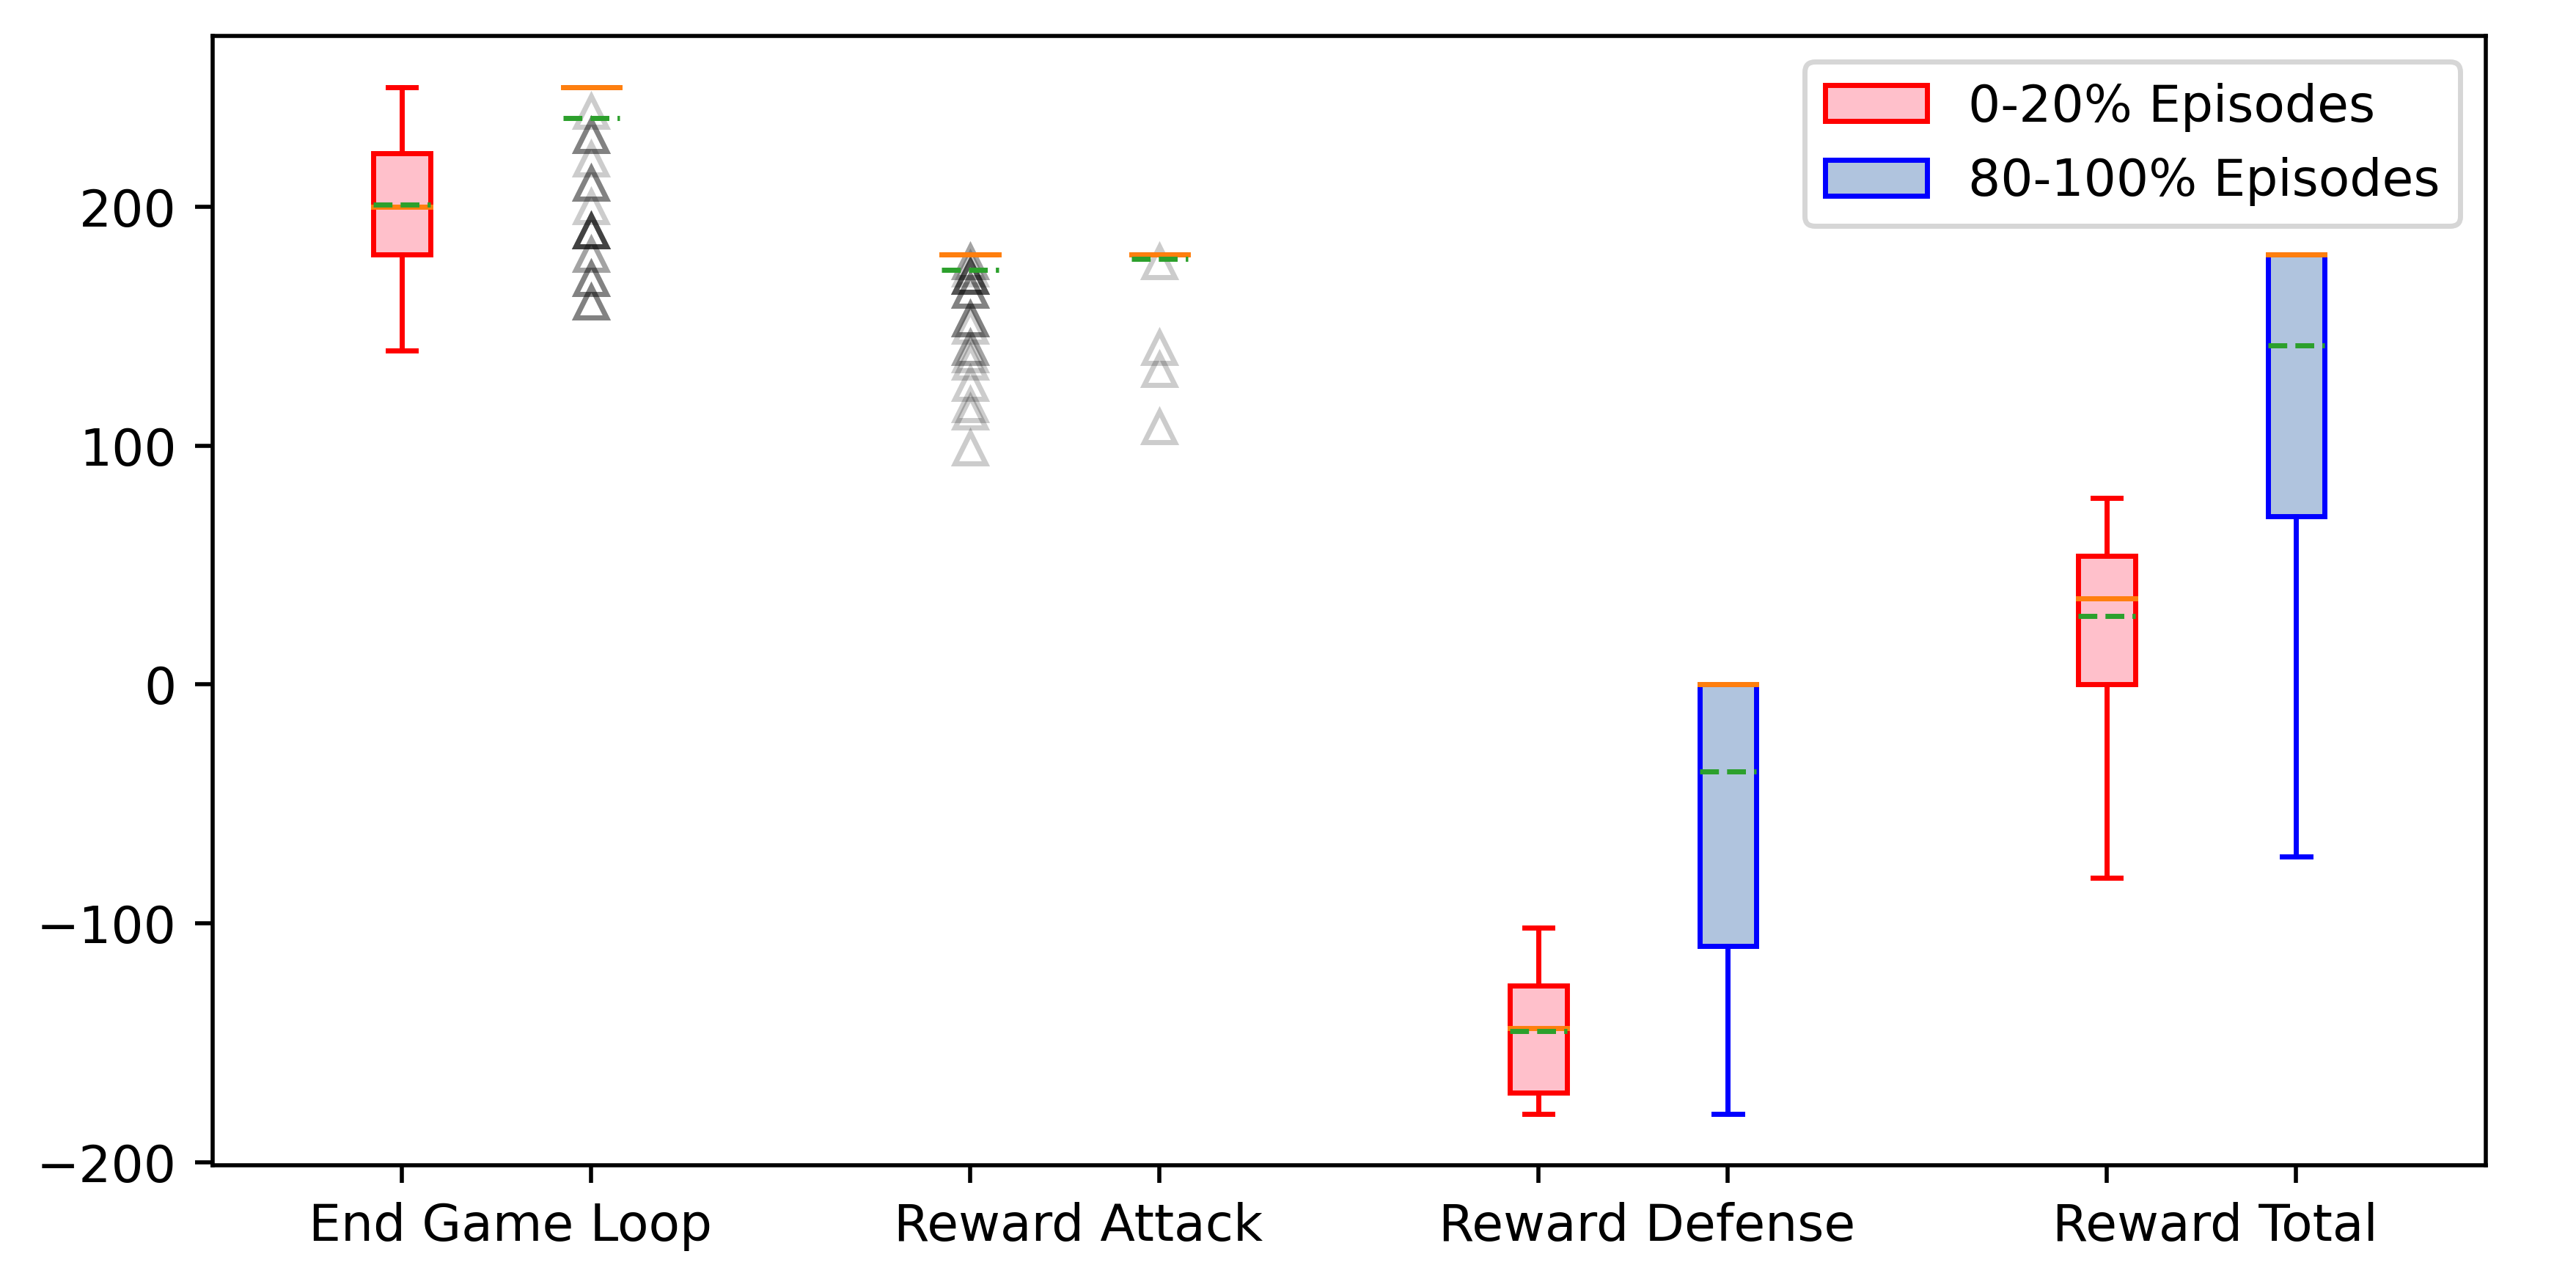 0-20% Episodes
80-100% Episodes
200
100
0
−100
−200
End Game Loop
Reward Attack
Reward Defense
Reward Total